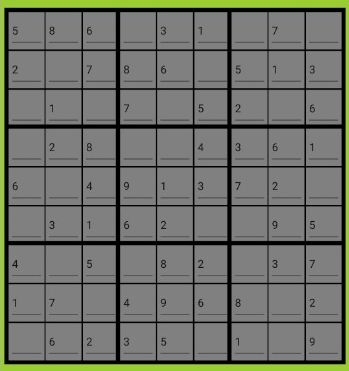 5 8 6 3 1 7
2 7 8 6 5 1 3
1 7 5 2 6
2 8 4 3 6 1
6 4 9 1 3 7 2
3 1 6 2 9 5
4 5 8 2 3 7
1 7 4 9 6 8 2
6 2 3 5 1 9